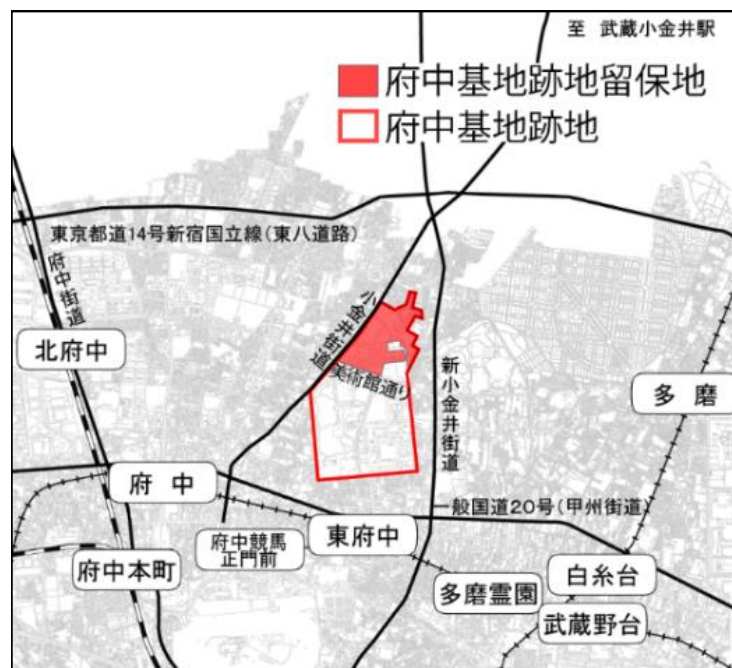 至 武蔵小金井駅
府中基地跡地留保地
府中基地跡地
東京都道14号新宿国立線(東八道路)
府中街道
小金井街道
北府中
美術館通り
新小金井街道
多磨
府中
一般国道20号(甲州街道)
府中競馬
正門前
東府中
府中本町
多磨霊園
白糸台
武蔵野台